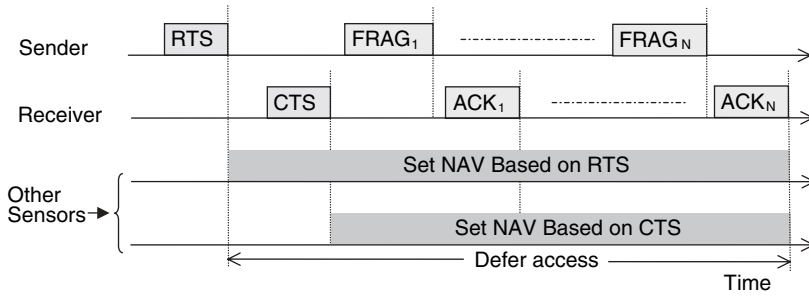 Sender RTS FRAG1 FRAGN
Receiver CTS ACK1 ACKN
Set NAV Based on RTS
Other
Sensors
Set NAV Based on CTS
Defer access
Time